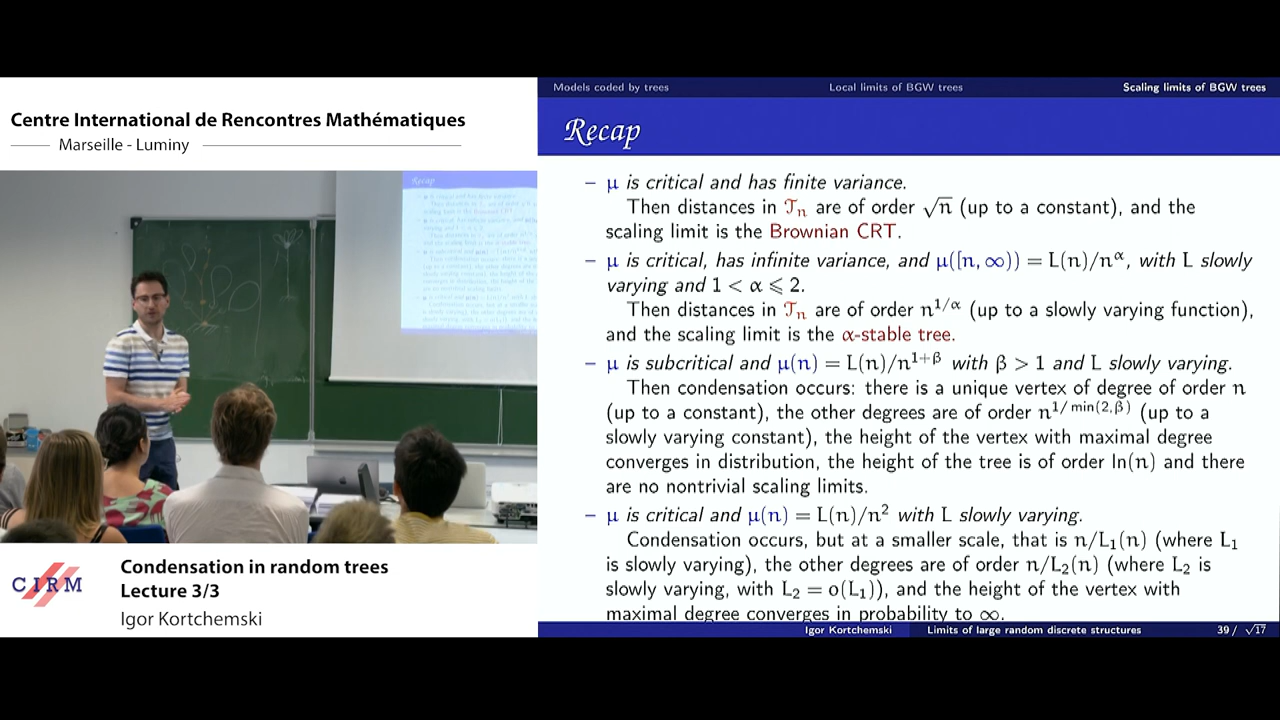 Centre International de Rencontres Mathématiques
Marseille - Luminy
Recap
CIRM
Condensation in random trees
Lecture 3/3
Igor Kortchemski
Models coded by trees
Local limits of BGW trees
Scaling limits of BGW trees
Recap
– μ is critical and has finite variance.
Then distances in 𝒯ₙ are of order √n (up to a constant), and the
scaling limit is the Brownian CRT.
– μ is critical, has infinite variance, and μ([n, ∞)) = L(n)/n^α, with L slowly
varying and 1 < α ⩽ 2.
Then distances in 𝒯ₙ are of order n^{1/α} (up to a slowly varying function),
and the scaling limit is the α-stable tree.
– μ is subcritical and μ(n) = L(n)/n^{1+β} with β > 1 and L slowly varying.
Then condensation occurs: there is a unique vertex of degree of order n
(up to a constant), the other degrees are of order n^{1/ min(2,β)} (up to a
slowly varying constant), the height of the vertex with maximal degree
converges in distribution, the height of the tree is of order ln(n) and there
are no nontrivial scaling limits.
– μ is critical and μ(n) = L(n)/n² with L slowly varying.
Condensation occurs, but at a smaller scale, that is n/L₁(n) (where L₁
is slowly varying), the other degrees are of order n/L₂(n) (where L₂ is
slowly varying, with L₂ = o(L₁)), and the height of the vertex with
maximal degree converges in probability to ∞.
Igor Kortchemski
Limits of large random discrete structures
39 / √17